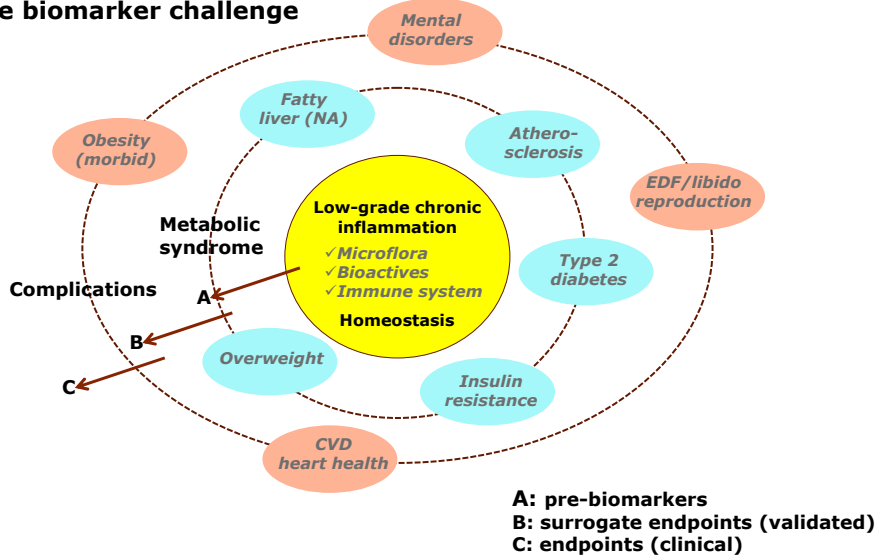 e biomarker challenge
Mental
disorders
Fatty
liver (NA)
Athero-
sclerosis
Obesity
(morbid)
EDF/libido
reproduction
Low-grade chronic
inflammation
✓Microflora
✓Bioactives
✓Immune system
Homeostasis
Metabolic
syndrome
Type 2
diabetes
Complications
A
B
C
Overweight
Insulin
resistance
CVD
heart health
A: pre-biomarkers
B: surrogate endpoints (validated)
C: endpoints (clinical)